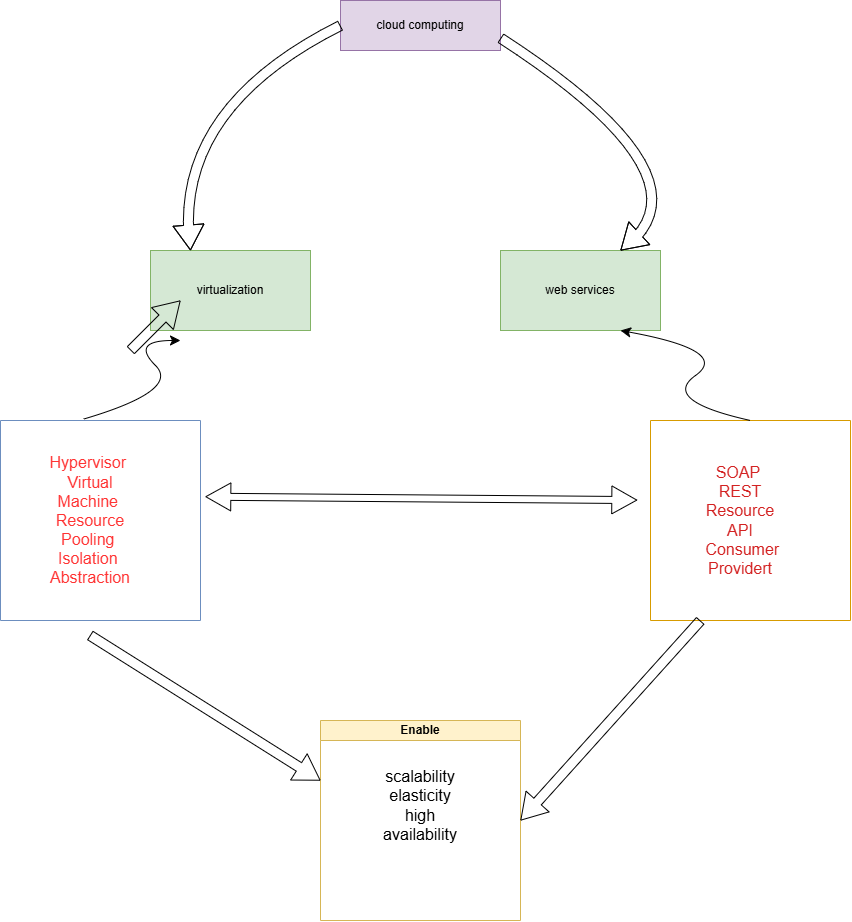 cloud computing
virtualization
web services
Hypervisor
Virtual
Machine
Resource
Pooling
Isolation
Abstraction
SOAP
REST
Resource
API
Consumer
Providert
Enable
scalability
elasticity
high
availability